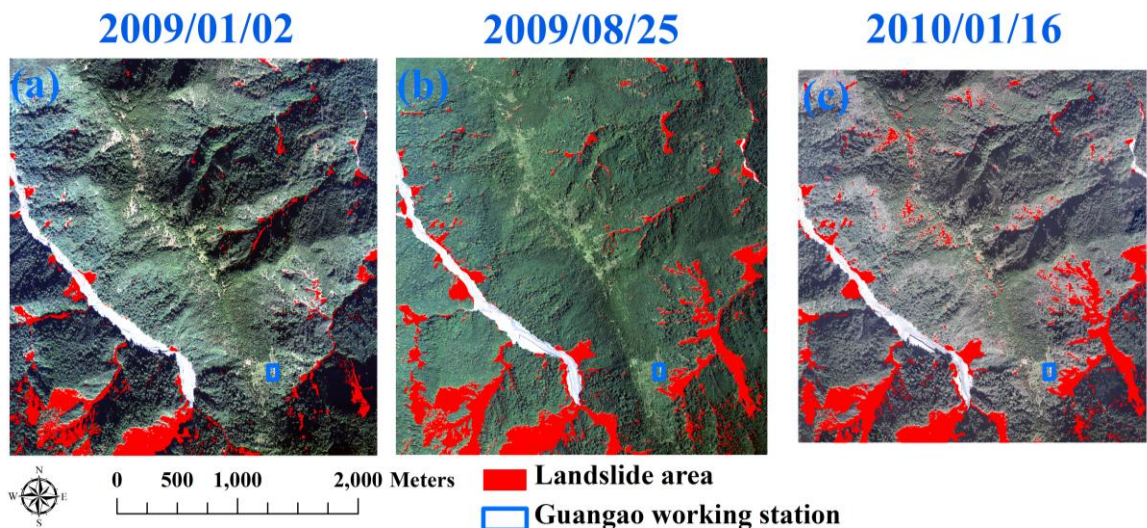 2009/01/02
2009/08/25
2010/01/16
(a)
(b)
(c)
N
W E
S
0 500 1,000 2,000 Meters
Landslide area
Guangao working station